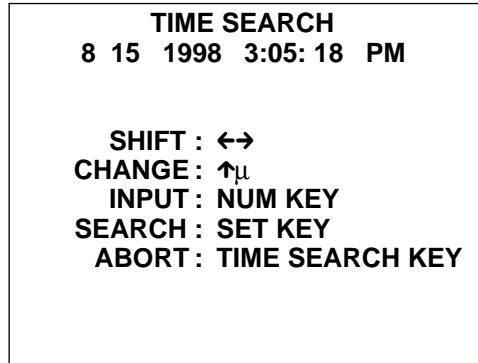 TIME SEARCH
8 15 1998 3:05: 18 PM
SHIFT : ←→
CHANGE : ↑μ
INPUT : NUM KEY
SEARCH : SET KEY
ABORT : TIME SEARCH KEY